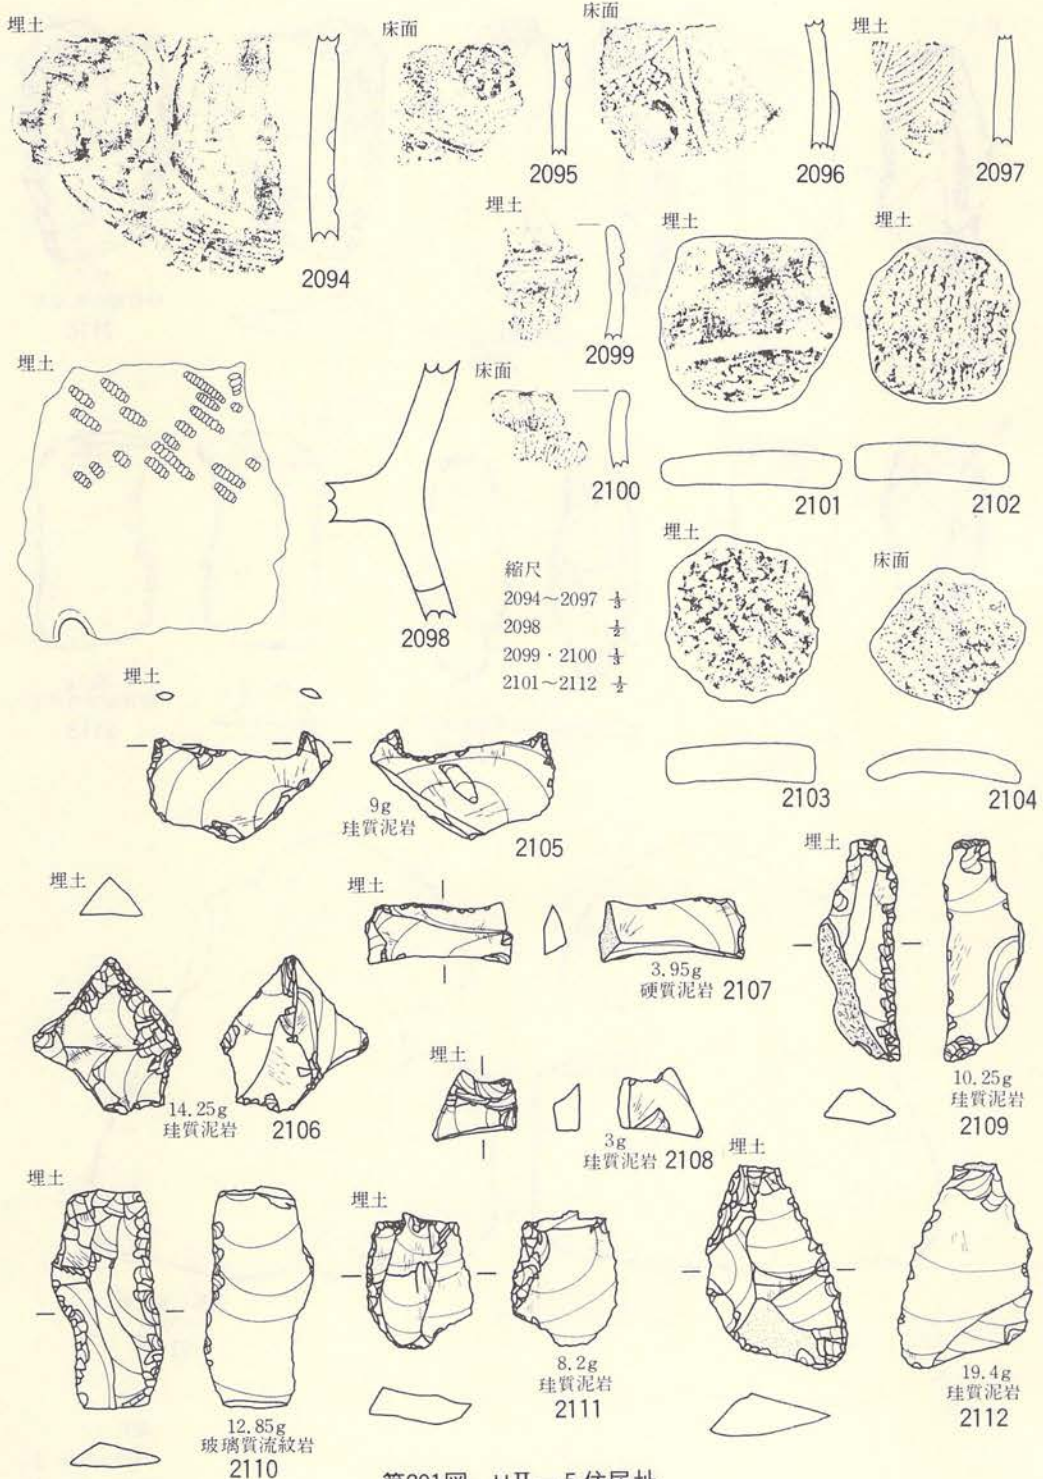 埋土
2094
床面
2095
床面
2096
埋土
2097
埋土
2099
埋土
2101
埋土
2102
埋土
2098
床面
2100
縮尺
2094～2097 ⅓
2098 ½
2099・2100 ⅓
2101～2112 ½
埋土
2103
床面
2104
埋土
9g
珪質泥岩
2105
埋土
14.25g
珪質泥岩
2106
埋土
3.95g
硬質泥岩 2107
埋土
3g
珪質泥岩 2108
埋土
10.25g
珪質泥岩
2109
埋土
12.85g
玻璃質流紋岩
2110
埋土
8.2g
珪質泥岩
2111
埋土
19.4g
珪質泥岩
2112